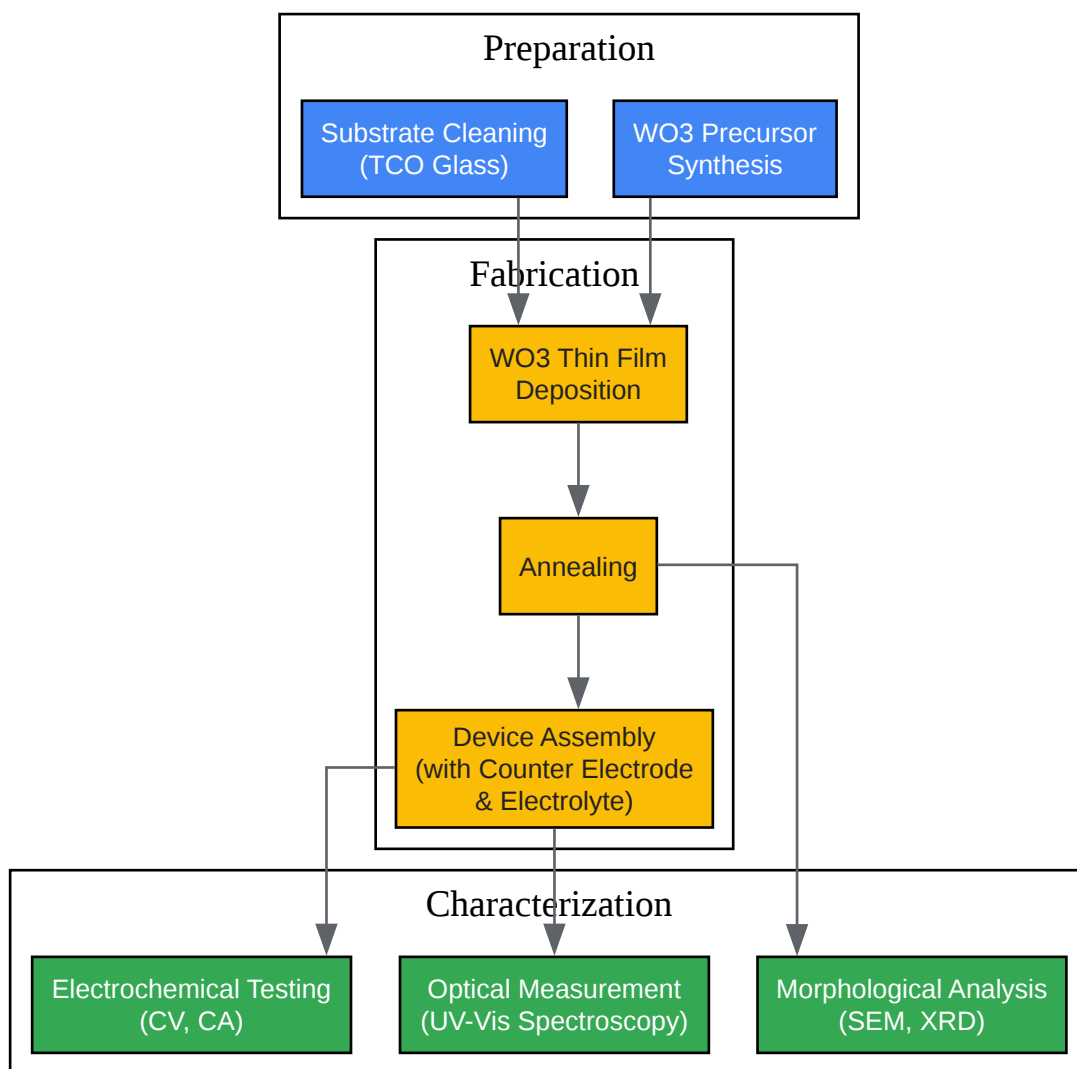 Preparation
Substrate Cleaning
(TCO Glass)
WO3 Precursor
Synthesis
Fabrication
WO3 Thin Film
Deposition
Annealing
Device Assembly
(with Counter Electrode
& Electrolyte)
Characterization
Electrochemical Testing
(CV, CA)
Optical Measurement
(UV-Vis Spectroscopy)
Morphological Analysis
(SEM, XRD)